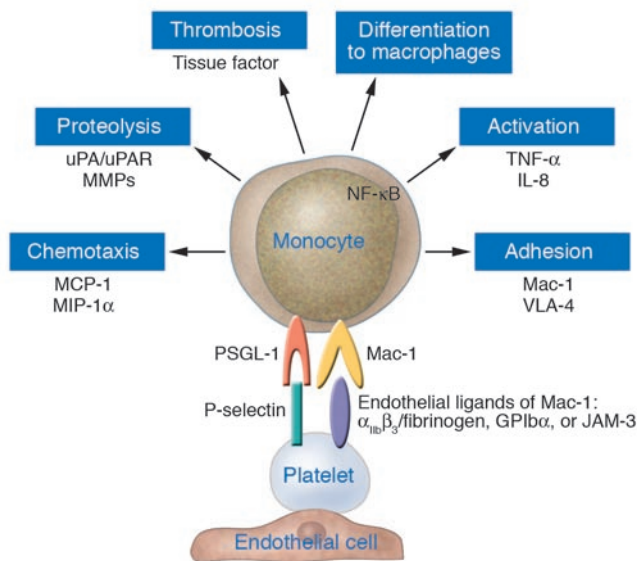 Thrombosis
Tissue factor
Differentiation
to macrophages
Proteolysis
uPA/uPAR
MMPs
Activation
TNF-α
IL-8
NF-κB
Monocyte
Chemotaxis
MCP-1
MIP-1α
Adhesion
Mac-1
VLA-4
PSGL-1
Mac-1
P-selectin
Endothelial ligands of Mac-1:
αIIbβ3/fibrinogen, GPIbα, or JAM-3
Platelet
Endothelial cell